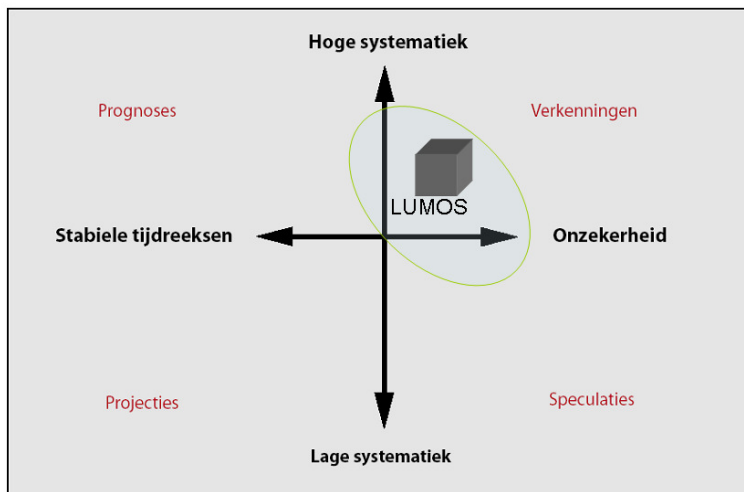 Hoge systematiek
Prognoses
Verkenningen
LUMOS
Stabiele tijdreeksen
Onzekerheid
Projecties
Speculaties
Lage systematiek